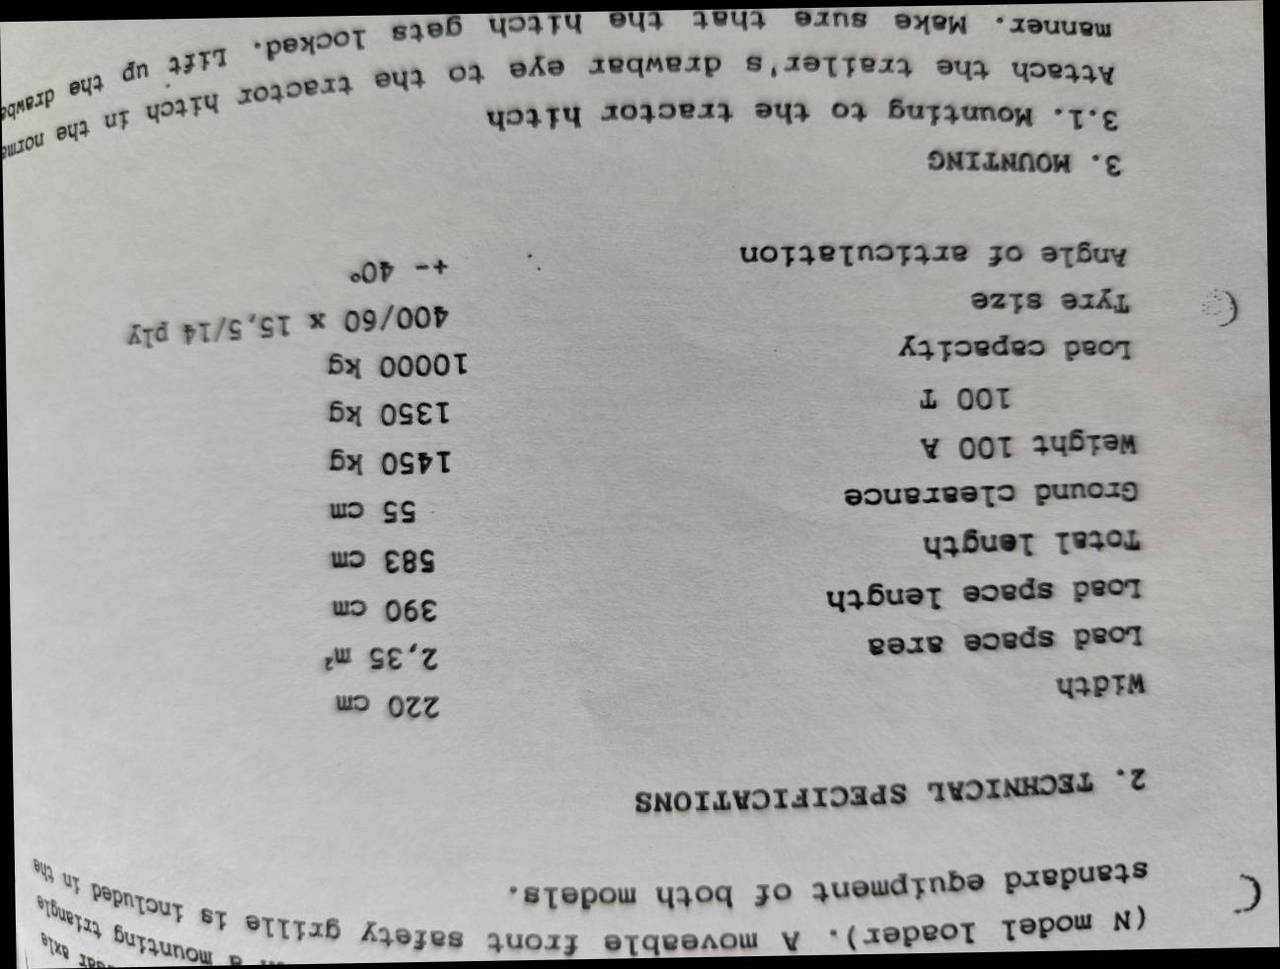 a mounting triangle
(N model loader). A moveable front safety grille is included in the
standard equipment of both models.
2. TECHNICAL SPECIFICATIONS
Width 220 cm
Load space area 2,35 m²
Load space length 390 cm
Total length 583 cm
Ground clearance 55 cm
Weight 100 A 1450 kg
100 T 1350 kg
Load capacity 10000 kg
Tyre size 400/60 x 15,5/14 ply
Angle of articulation +- 40°
3. MOUNTING
3.1. Mounting to the tractor hitch
Attach the trailer's drawbar eye to the tractor hitch in the
manner. Make sure that the hitch gets locked. Lift up the